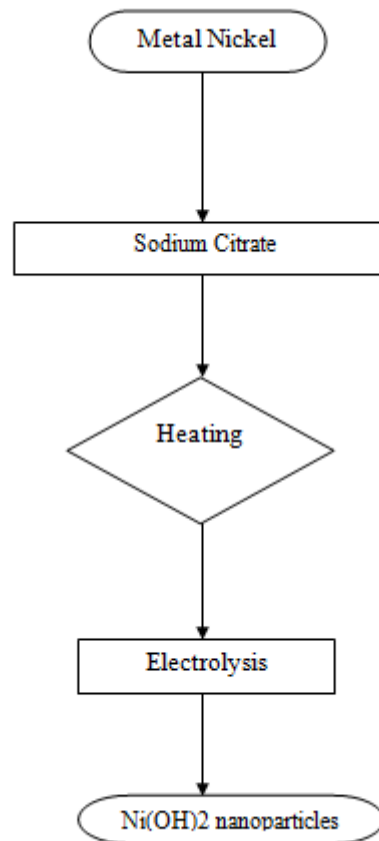 Metal Nickel
Sodium Citrate
Heating
Electrolysis
Ni(OH)2 nanoparticles